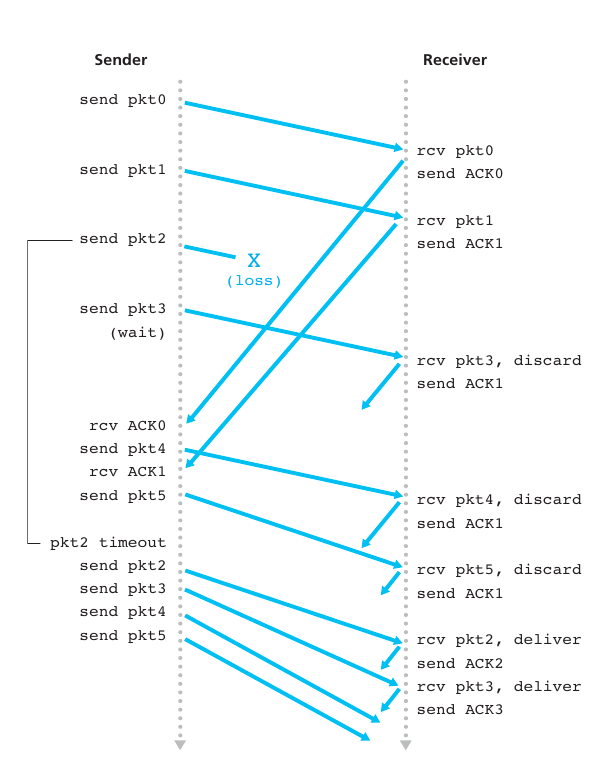 Sender
Receiver
send pkt0
rcv pkt0
send ACK0
send pkt1
rcv pkt1
send ACK1
send pkt2
X
(loss)
send pkt3
(wait)
rcv pkt3, discard
send ACK1
rcv ACK0
send pkt4
rcv ACK1
send pkt5
rcv pkt4, discard
send ACK1
pkt2 timeout
send pkt2
send pkt3
send pkt4
send pkt5
rcv pkt5, discard
send ACK1
rcv pkt2, deliver
send ACK2
rcv pkt3, deliver
send ACK3